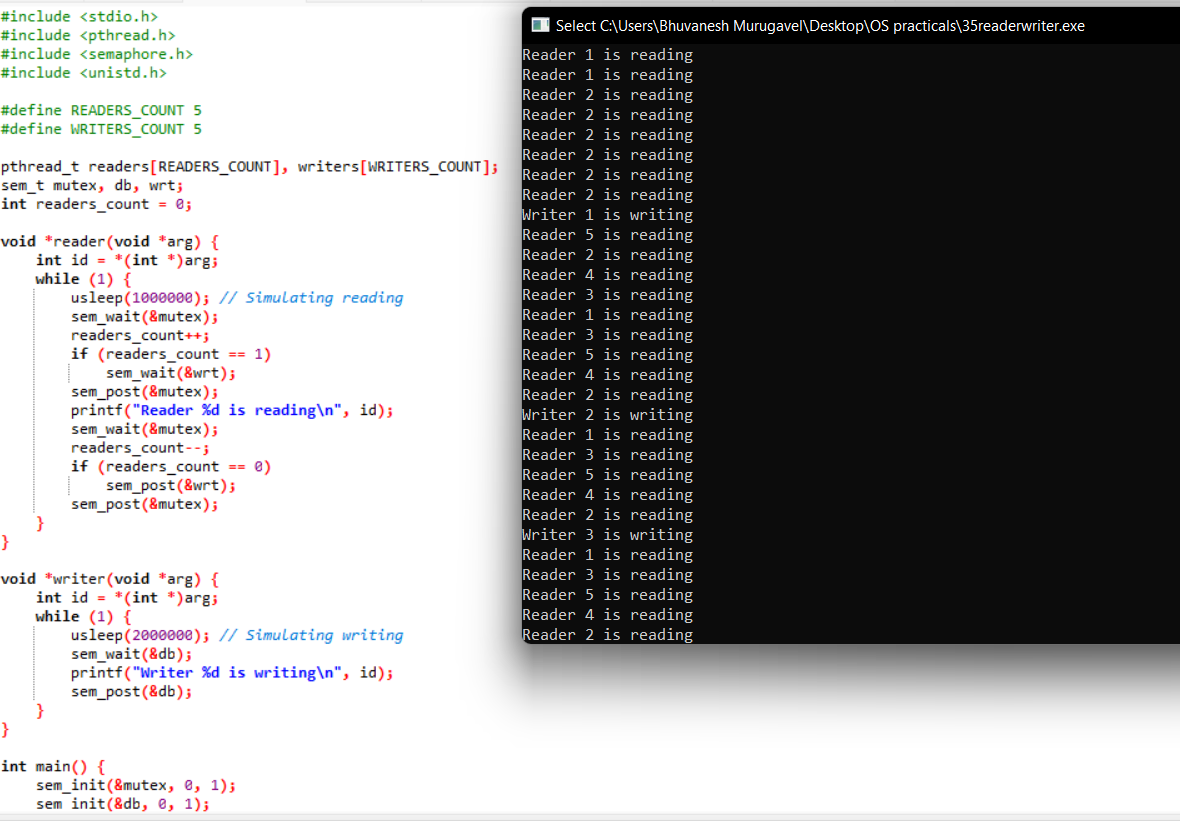 #include <stdio.h>
#include <pthread.h>
#include <semaphore.h>
#include <unistd.h>

#define READERS_COUNT 5
#define WRITERS_COUNT 5

pthread_t readers[READERS_COUNT], writers[WRITERS_COUNT];
sem_t mutex, db, wrt;
int readers_count = 0;

void *reader(void *arg) {
    int id = *(int *)arg;
    while (1) {
        usleep(1000000); // Simulating reading
        sem_wait(&mutex);
        readers_count++;
        if (readers_count == 1)
            sem_wait(&wrt);
        sem_post(&mutex);
        printf("Reader %d is reading\n", id);
        sem_wait(&mutex);
        readers_count--;
        if (readers_count == 0)
            sem_post(&wrt);
        sem_post(&mutex);
    }
}

void *writer(void *arg) {
    int id = *(int *)arg;
    while (1) {
        usleep(2000000); // Simulating writing
        sem_wait(&db);
        printf("Writer %d is writing\n", id);
        sem_post(&db);
    }
}

int main() {
    sem_init(&mutex, 0, 1);
    sem init(&db, 0, 1);
Select C:\Users\Bhuvanesh Murugavel\Desktop\OS practicals\35readerwriter.exe
Reader 1 is reading
Reader 1 is reading
Reader 2 is reading
Reader 2 is reading
Reader 2 is reading
Reader 2 is reading
Reader 2 is reading
Reader 2 is reading
Writer 1 is writing
Reader 5 is reading
Reader 2 is reading
Reader 4 is reading
Reader 3 is reading
Reader 1 is reading
Reader 3 is reading
Reader 5 is reading
Reader 4 is reading
Reader 2 is reading
Writer 2 is writing
Reader 1 is reading
Reader 3 is reading
Reader 5 is reading
Reader 4 is reading
Reader 2 is reading
Writer 3 is writing
Reader 1 is reading
Reader 3 is reading
Reader 5 is reading
Reader 4 is reading
Reader 2 is reading